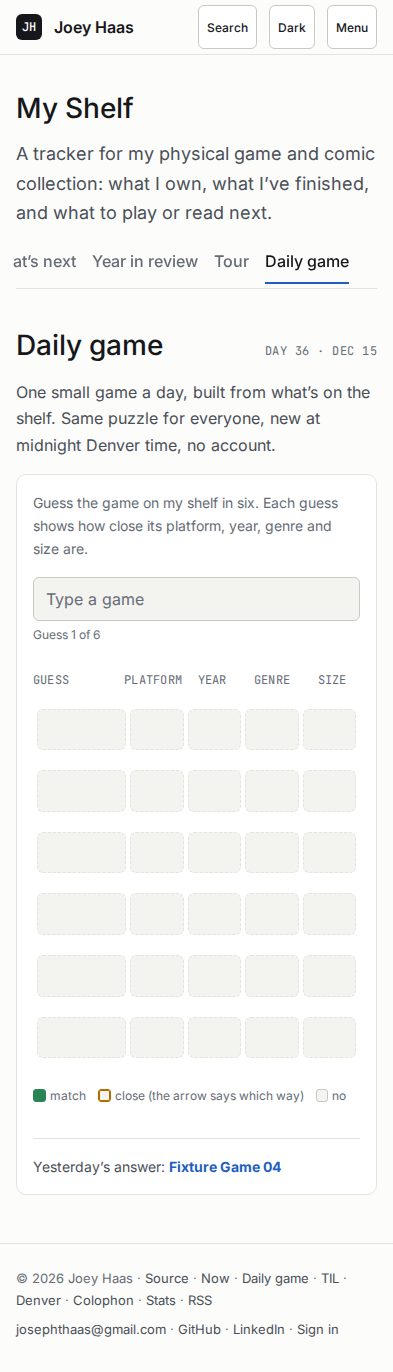 JH Joey Haas Search Dark Menu
My Shelf
A tracker for my physical game and comic
collection: what I own, what I’ve finished,
and what to play or read next.
at’s next Year in review Tour Daily game
Daily game DAY 36 · DEC 15
One small game a day, built from what’s on the
shelf. Same puzzle for everyone, new at
midnight Denver time, no account.
Guess the game on my shelf in six. Each guess
shows how close its platform, year, genre and
size are.
Type a game
Guess 1 of 6
GUESS PLATFORM YEAR GENRE SIZE
match close (the arrow says which way) no
Yesterday’s answer: Fixture Game 04
© 2026 Joey Haas · Source · Now · Daily game · TIL ·
Denver · Colophon · Stats · RSS
josephthaas@gmail.com · GitHub · LinkedIn · Sign in